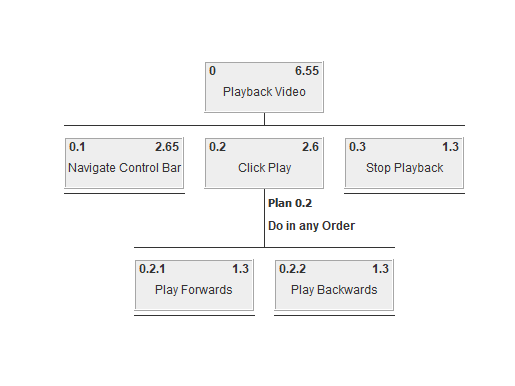 0 6.55
Playback Video
0.1 2.65
Navigate Control Bar
0.2 2.6
Click Play
0.3 1.3
Stop Playback
Plan 0.2
Do in any Order
0.2.1 1.3
Play Forwards
0.2.2 1.3
Play Backwards